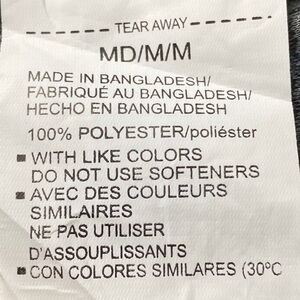 ----- TEAR AWAY -----
MD/M/M
MADE IN BANGLADESH/
FABRIQUÉ AU BANGLADESH/
HECHO EN BANGLADESH
100% POLYESTER/poliéster
▪ WITH LIKE COLORS
DO NOT USE SOFTENERS
▪ AVEC DES COULEURS
SIMILAIRES
NE PAS UTILISER
D'ASSOUPLISSANTS
▪ CON COLORES SIMILARES (30°C